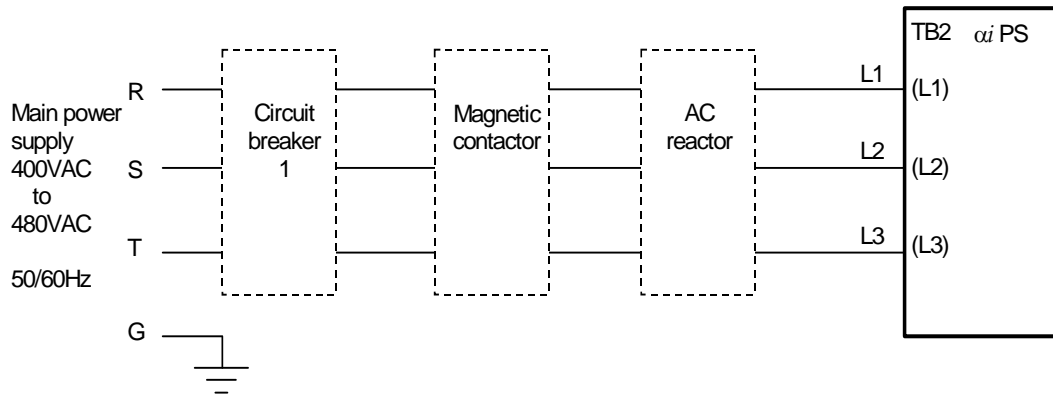 TB2 αi PS
Main power
supply
400VAC
to
480VAC
50/60Hz
R
S
T
G
Circuit
breaker
1
Magnetic
contactor
AC
reactor
L1
L2
L3
(L1)
(L2)
(L3)